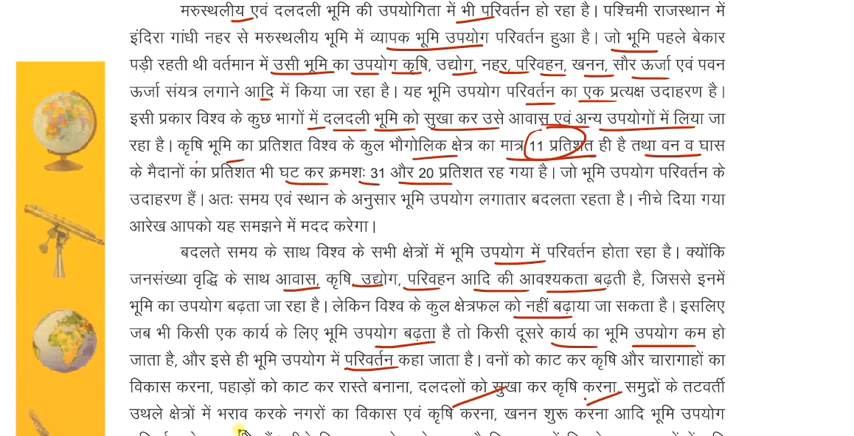 मरुस्थलीय एवं दलदली भूमि की उपयोगिता में भी परिवर्तन हो रहा है। पश्चिमी राजस्थान में
इंदिरा गांधी नहर से मरुस्थलीय भूमि में व्यापक भूमि उपयोग परिवर्तन हुआ है। जो भूमि पहले बेकार
पड़ी रहती थी वर्तमान में उसी भूमि का उपयोग कृषि, उद्योग, नहर, परिवहन, खनन, सौर ऊर्जा एवं पवन
ऊर्जा संयत्र लगाने आदि में किया जा रहा है। यह भूमि उपयोग परिवर्तन का एक प्रत्यक्ष उदाहरण है।
इसी प्रकार विश्व के कुछ भागों में दलदली भूमि को सुखा कर उसे आवास एवं अन्य उपयोगों में लिया जा
रहा है। कृषि भूमि का प्रतिशत विश्व के कुल भौगोलिक क्षेत्र का मात्र 11 प्रतिशत ही है तथा वन व घास
के मैदानों का प्रतिशत भी घट कर क्रमशः 31 और 20 प्रतिशत रह गया है। जो भूमि उपयोग परिवर्तन के
उदाहरण हैं। अतः समय एवं स्थान के अनुसार भूमि उपयोग लगातार बदलता रहता है। नीचे दिया गया
आरेख आपको यह समझने में मदद करेगा।
बदलते समय के साथ विश्व के सभी क्षेत्रों में भूमि उपयोग में परिवर्तन होता रहा है। क्योंकि
जनसंख्या वृद्धि के साथ आवास, कृषि उद्योग, परिवहन आदि की आवश्यकता बढ़ती है, जिससे इनमें
भूमि का उपयोग बढ़ता जा रहा है। लेकिन विश्व के कुल क्षेत्रफल को नहीं बढ़ाया जा सकता है। इसलिए
जब भी किसी एक कार्य के लिए भूमि उपयोग बढ़ता है तो किसी दूसरे कार्य का भूमि उपयोग कम हो
जाता है, और इसे ही भूमि उपयोग में परिवर्तन कहा जाता है। वनों को काट कर कृषि और चारागाहों का
विकास करना, पहाड़ों को काट कर रास्ते बनाना, दलदलों को सुखा कर कृषि करना, समुद्रों के तटवर्ती
उथले क्षेत्रों में भराव करके नगरों का विकास एवं कृषि करना, खनन शुरू करना आदि भूमि उपयोग